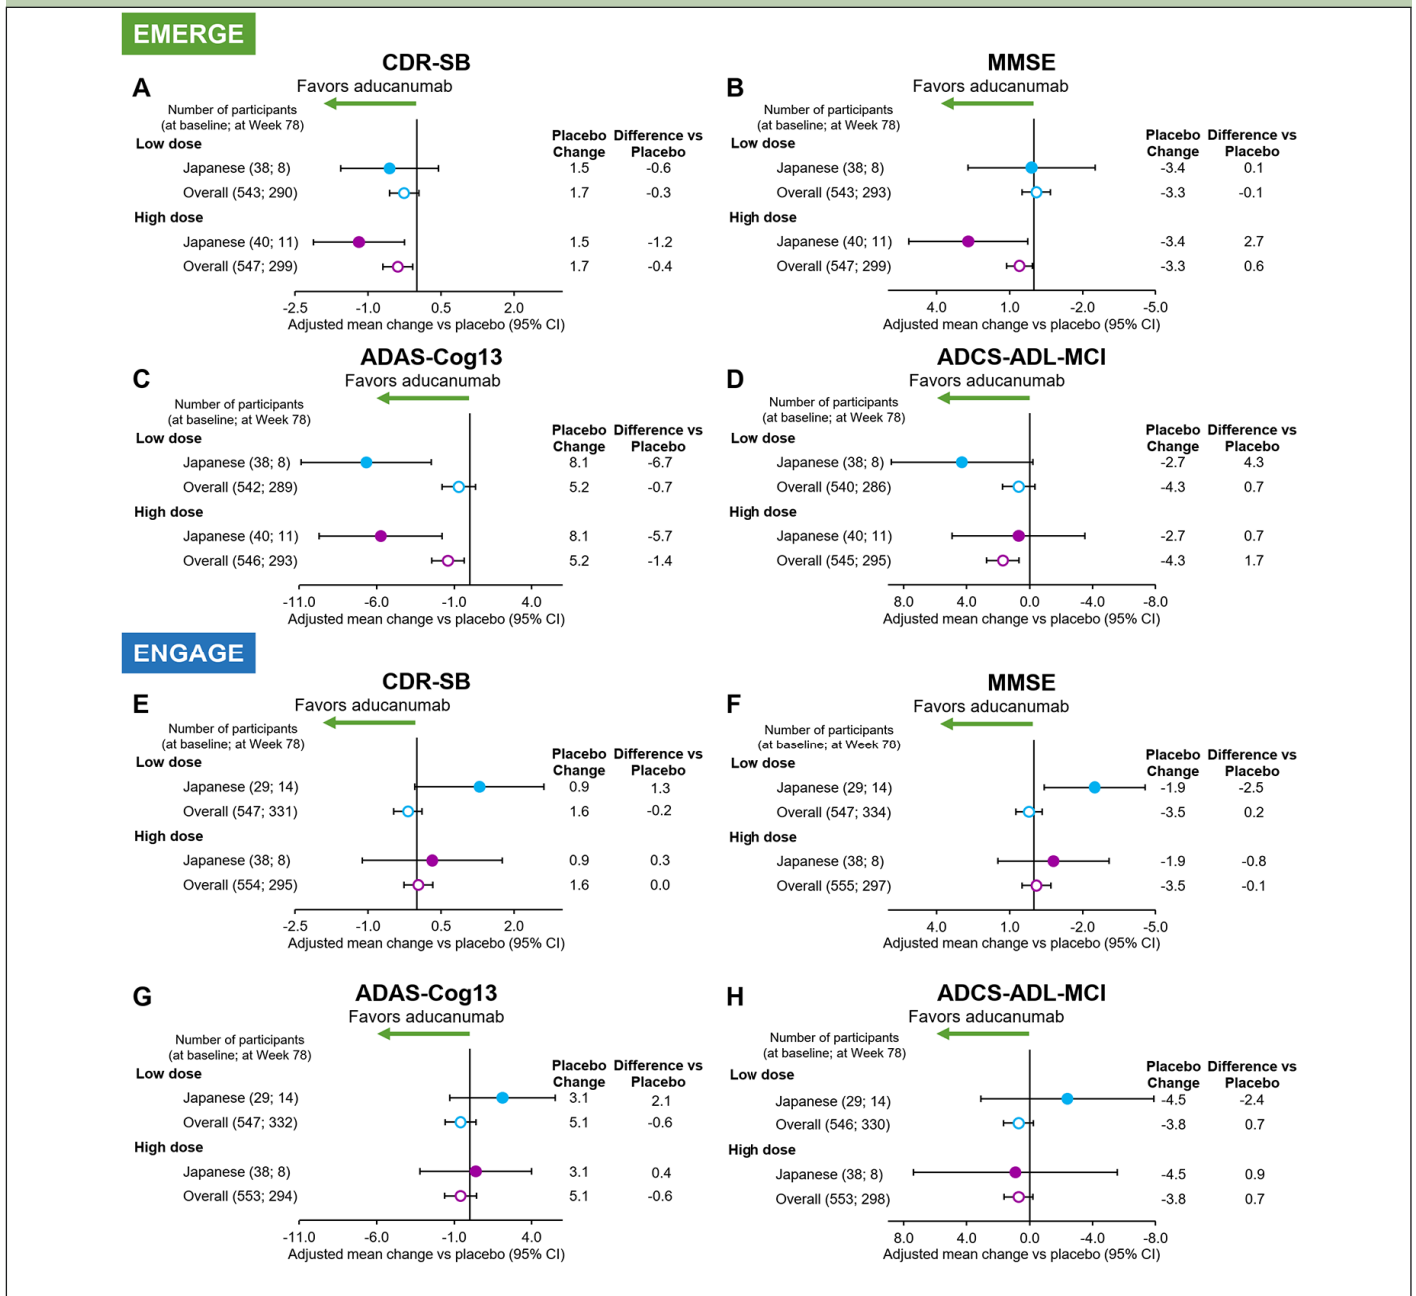 EMERGE
CDR-SB
A
Favors aducanumab
Number of participants
(at baseline; at Week 78)
Placebo Change
Difference vs Placebo
Low dose
Japanese (38; 8) 1.5 -0.6
Overall (543; 290) 1.7 -0.3
High dose
Japanese (40; 11) 1.5 -1.2
Overall (547; 299) 1.7 -0.4
-2.5 -1.0 0.5 2.0
Adjusted mean change vs placebo (95% CI)
MMSE
B
Favors aducanumab
Number of participants
(at baseline; at Week 78)
Placebo Change
Difference vs Placebo
Low dose
Japanese (38; 8) -3.4 0.1
Overall (543; 293) -3.3 -0.1
High dose
Japanese (40; 11) -3.4 2.7
Overall (547; 299) -3.3 0.6
4.0 1.0 -2.0 -5.0
Adjusted mean change vs placebo (95% CI)
ADAS-Cog13
C
Favors aducanumab
Number of participants
(at baseline; at Week 78)
Placebo Change
Difference vs Placebo
Low dose
Japanese (38; 8) 8.1 -6.7
Overall (542; 289) 5.2 -0.7
High dose
Japanese (40; 11) 8.1 -5.7
Overall (546; 293) 5.2 -1.4
-11.0 -6.0 -1.0 4.0
Adjusted mean change vs placebo (95% CI)
ADCS-ADL-MCI
D
Favors aducanumab
Number of participants
(at baseline; at Week 78)
Placebo Change
Difference vs Placebo
Low dose
Japanese (38; 8) -2.7 4.3
Overall (540; 286) -4.3 0.7
High dose
Japanese (40; 11) -2.7 0.7
Overall (545; 295) -4.3 1.7
8.0 4.0 0.0 -4.0 -8.0
Adjusted mean change vs placebo (95% CI)
ENGAGE
CDR-SB
E
Favors aducanumab
Number of participants
(at baseline; at Week 78)
Placebo Change
Difference vs Placebo
Low dose
Japanese (29; 14) 0.9 1.3
Overall (547; 331) 1.6 -0.2
High dose
Japanese (38; 8) 0.9 0.3
Overall (554; 295) 1.6 0.0
-2.5 -1.0 0.5 2.0
Adjusted mean change vs placebo (95% CI)
MMSE
F
Favors aducanumab
Number of participants
(at baseline; at Week 78)
Placebo Change
Difference vs Placebo
Low dose
Japanese (29; 14) -1.9 -2.5
Overall (547; 334) -3.5 0.2
High dose
Japanese (38; 8) -1.9 -0.8
Overall (555; 297) -3.5 -0.1
4.0 1.0 -2.0 -5.0
Adjusted mean change vs placebo (95% CI)
ADAS-Cog13
G
Favors aducanumab
Number of participants
(at baseline; at Week 78)
Placebo Change
Difference vs Placebo
Low dose
Japanese (29; 14) 3.1 2.1
Overall (547; 332) 5.1 -0.6
High dose
Japanese (38; 8) 3.1 0.4
Overall (553; 294) 5.1 -0.6
-11.0 -6.0 -1.0 4.0
Adjusted mean change vs placebo (95% CI)
ADCS-ADL-MCI
H
Favors aducanumab
Number of participants
(at baseline; at Week 78)
Placebo Change
Difference vs Placebo
Low dose
Japanese (29; 14) -4.5 -2.4
Overall (546; 330) -3.8 0.7
High dose
Japanese (38; 8) -4.5 0.9
Overall (553; 298) -3.8 0.7
8.0 4.0 0.0 -4.0 -8.0
Adjusted mean change vs placebo (95% CI)